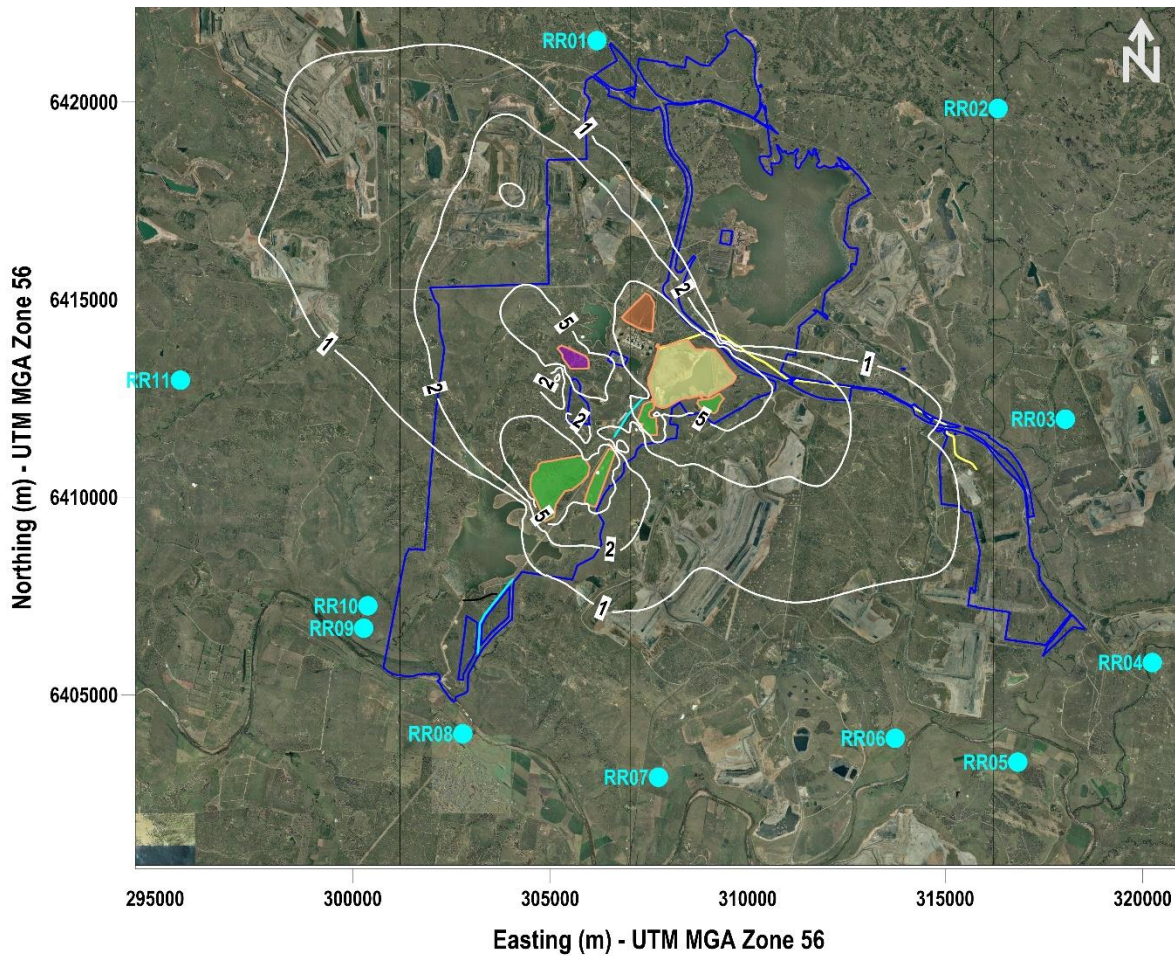 N
RR01
6420000
RR02
1
1
2
2
6415000
5
1
RR11
2
2
2
5
RR03
6410000
5
2
RR10
1
RR09
6405000
RR04
RR08
RR06
RR05
RR07
295000
300000
305000
310000
315000
320000
Northing (m) - UTM MGA Zone 56
Easting (m) - UTM MGA Zone 56